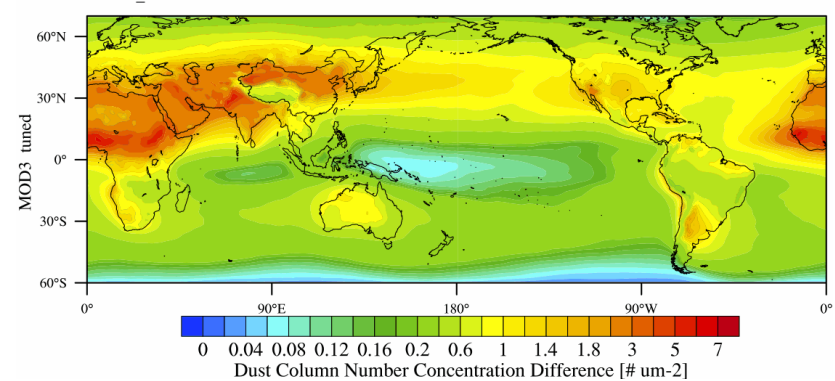 60°N
30°N
0°
30°S
60°S
MOD3 tuned
0° 90°E 180° 90°W 0°
0 0.04 0.08 0.12 0.16 0.2 0.6 1 1.4 1.8 3 5 7
Dust Column Number Concentration Difference [# um-2]